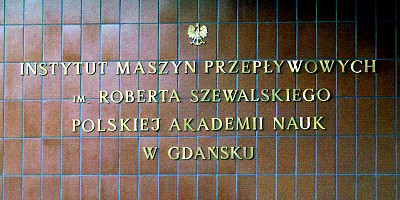 INSTYTUT MASZYN PRZEPŁYWOWYCH
IM. ROBERTA SZEWALSKIEGO
POLSKIEJ AKADEMII NAUK
W GDAŃSKU